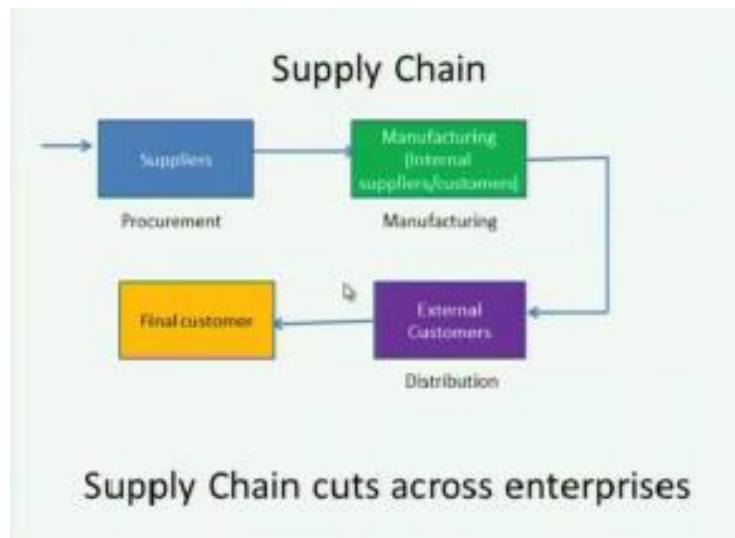 Supply Chain
Suppliers
Manufacturing
(Internal
suppliers/customers)
Procurement
Manufacturing
Final customer
External
Customers
Distribution
Supply Chain cuts across enterprises